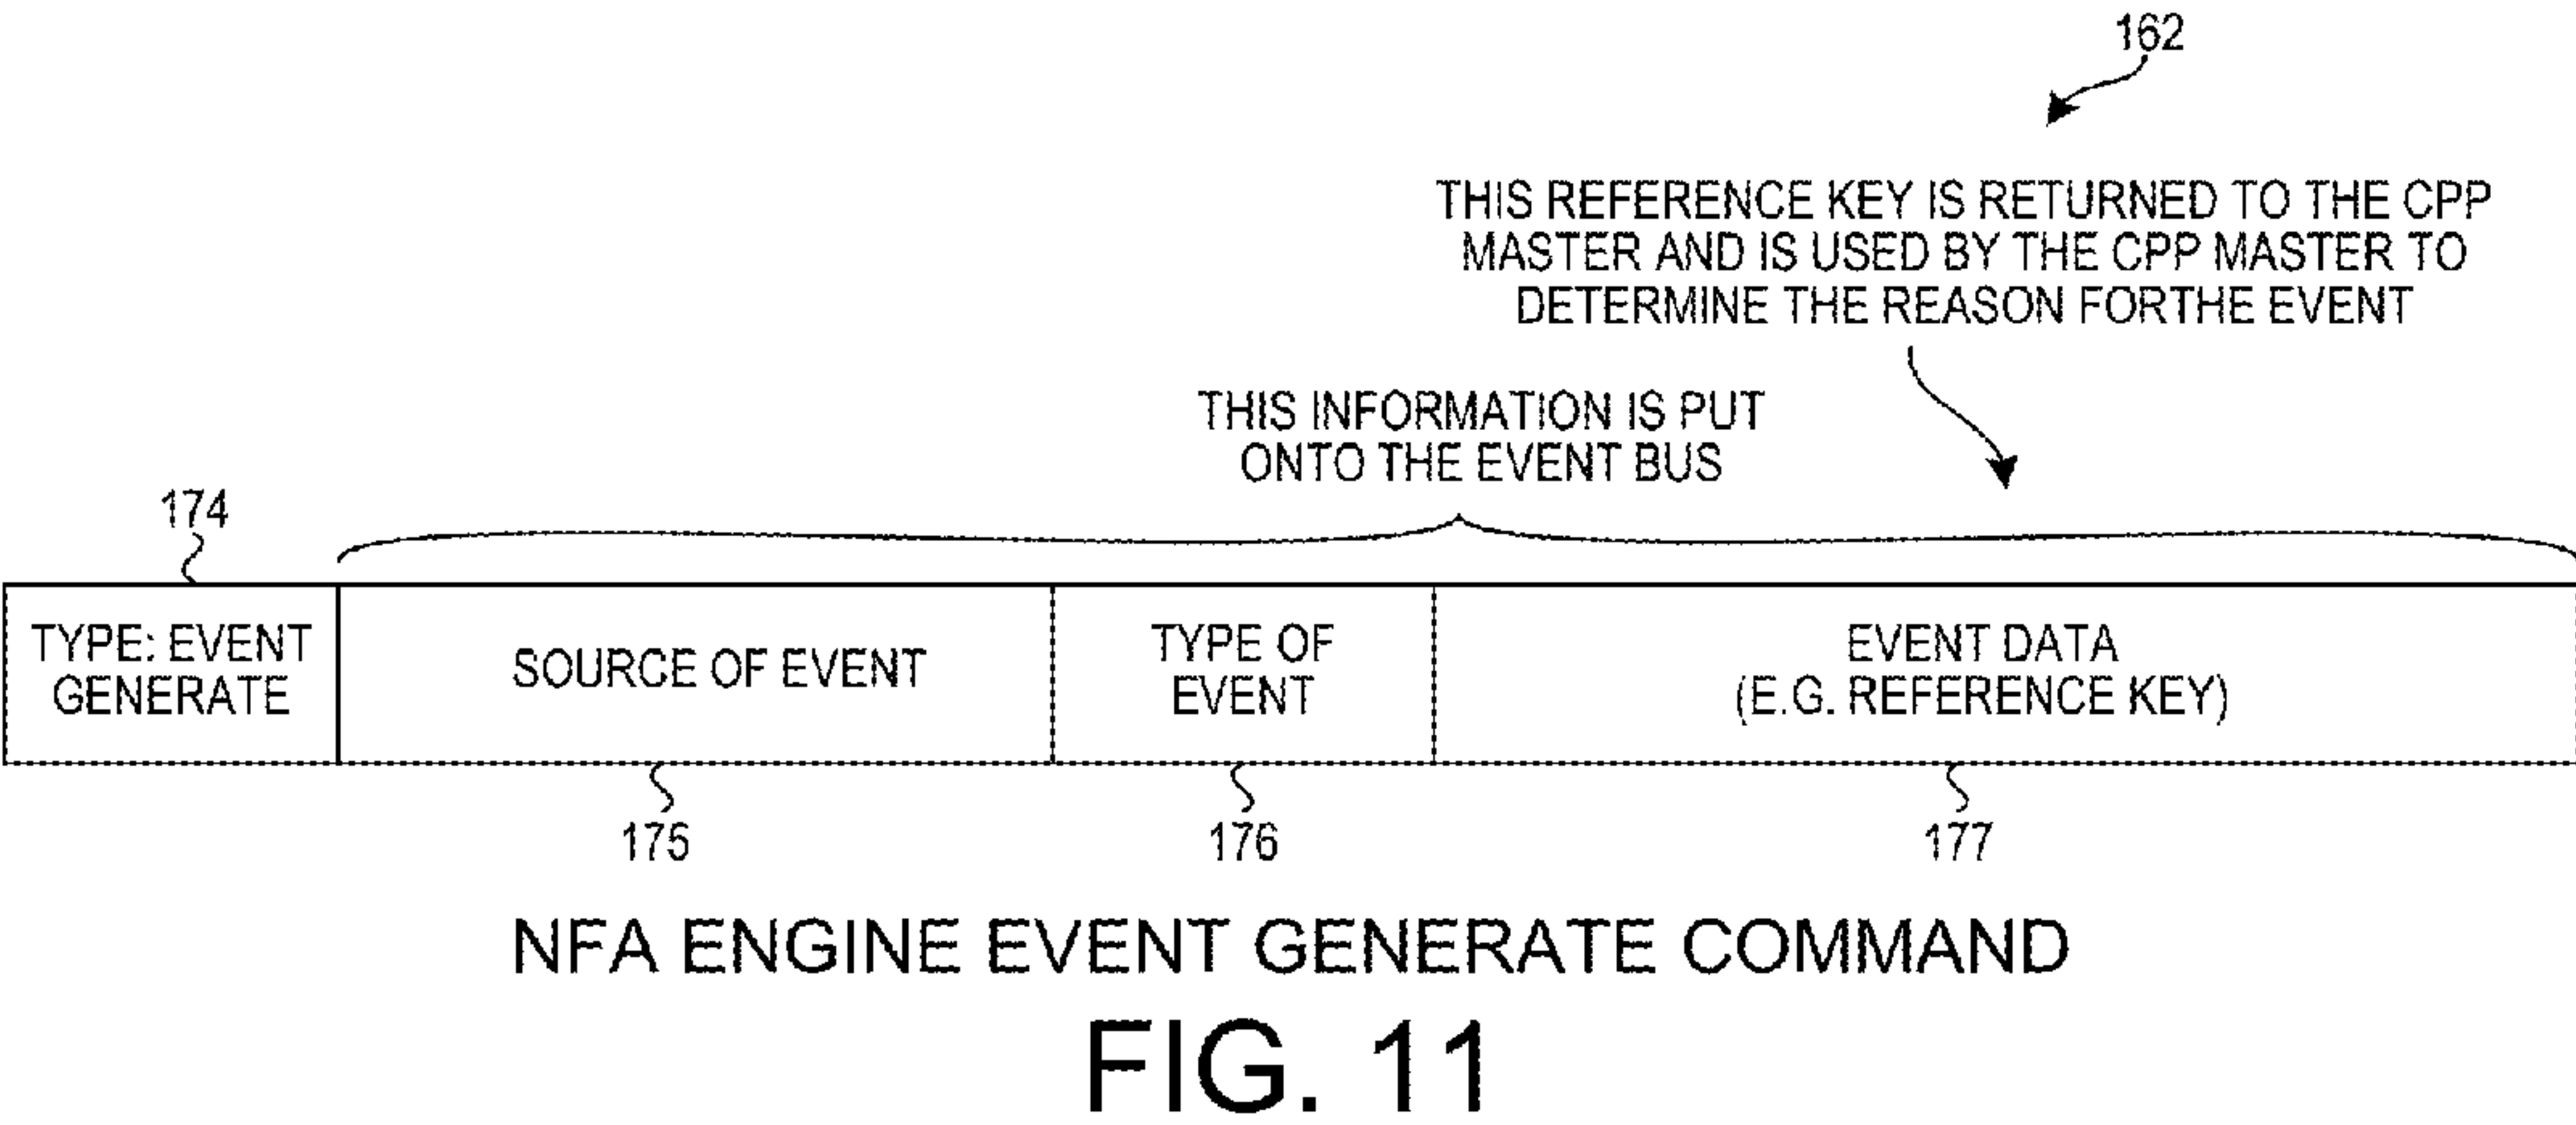 162
THIS REFERENCE KEY IS RETURNED TO THE CPP
MASTER AND IS USED BY THE CPP MASTER TO
DETERMINE THE REASON FORTHE EVENT
THIS INFORMATION IS PUT
ONTO THE EVENT BUS
174
TYPE: EVENT
GENERATE
SOURCE OF EVENT
TYPE OF
EVENT
EVENT DATA
(E.G. REFERENCE KEY)
175
176
177
NFA ENGINE EVENT GENERATE COMMAND
FIG. 11